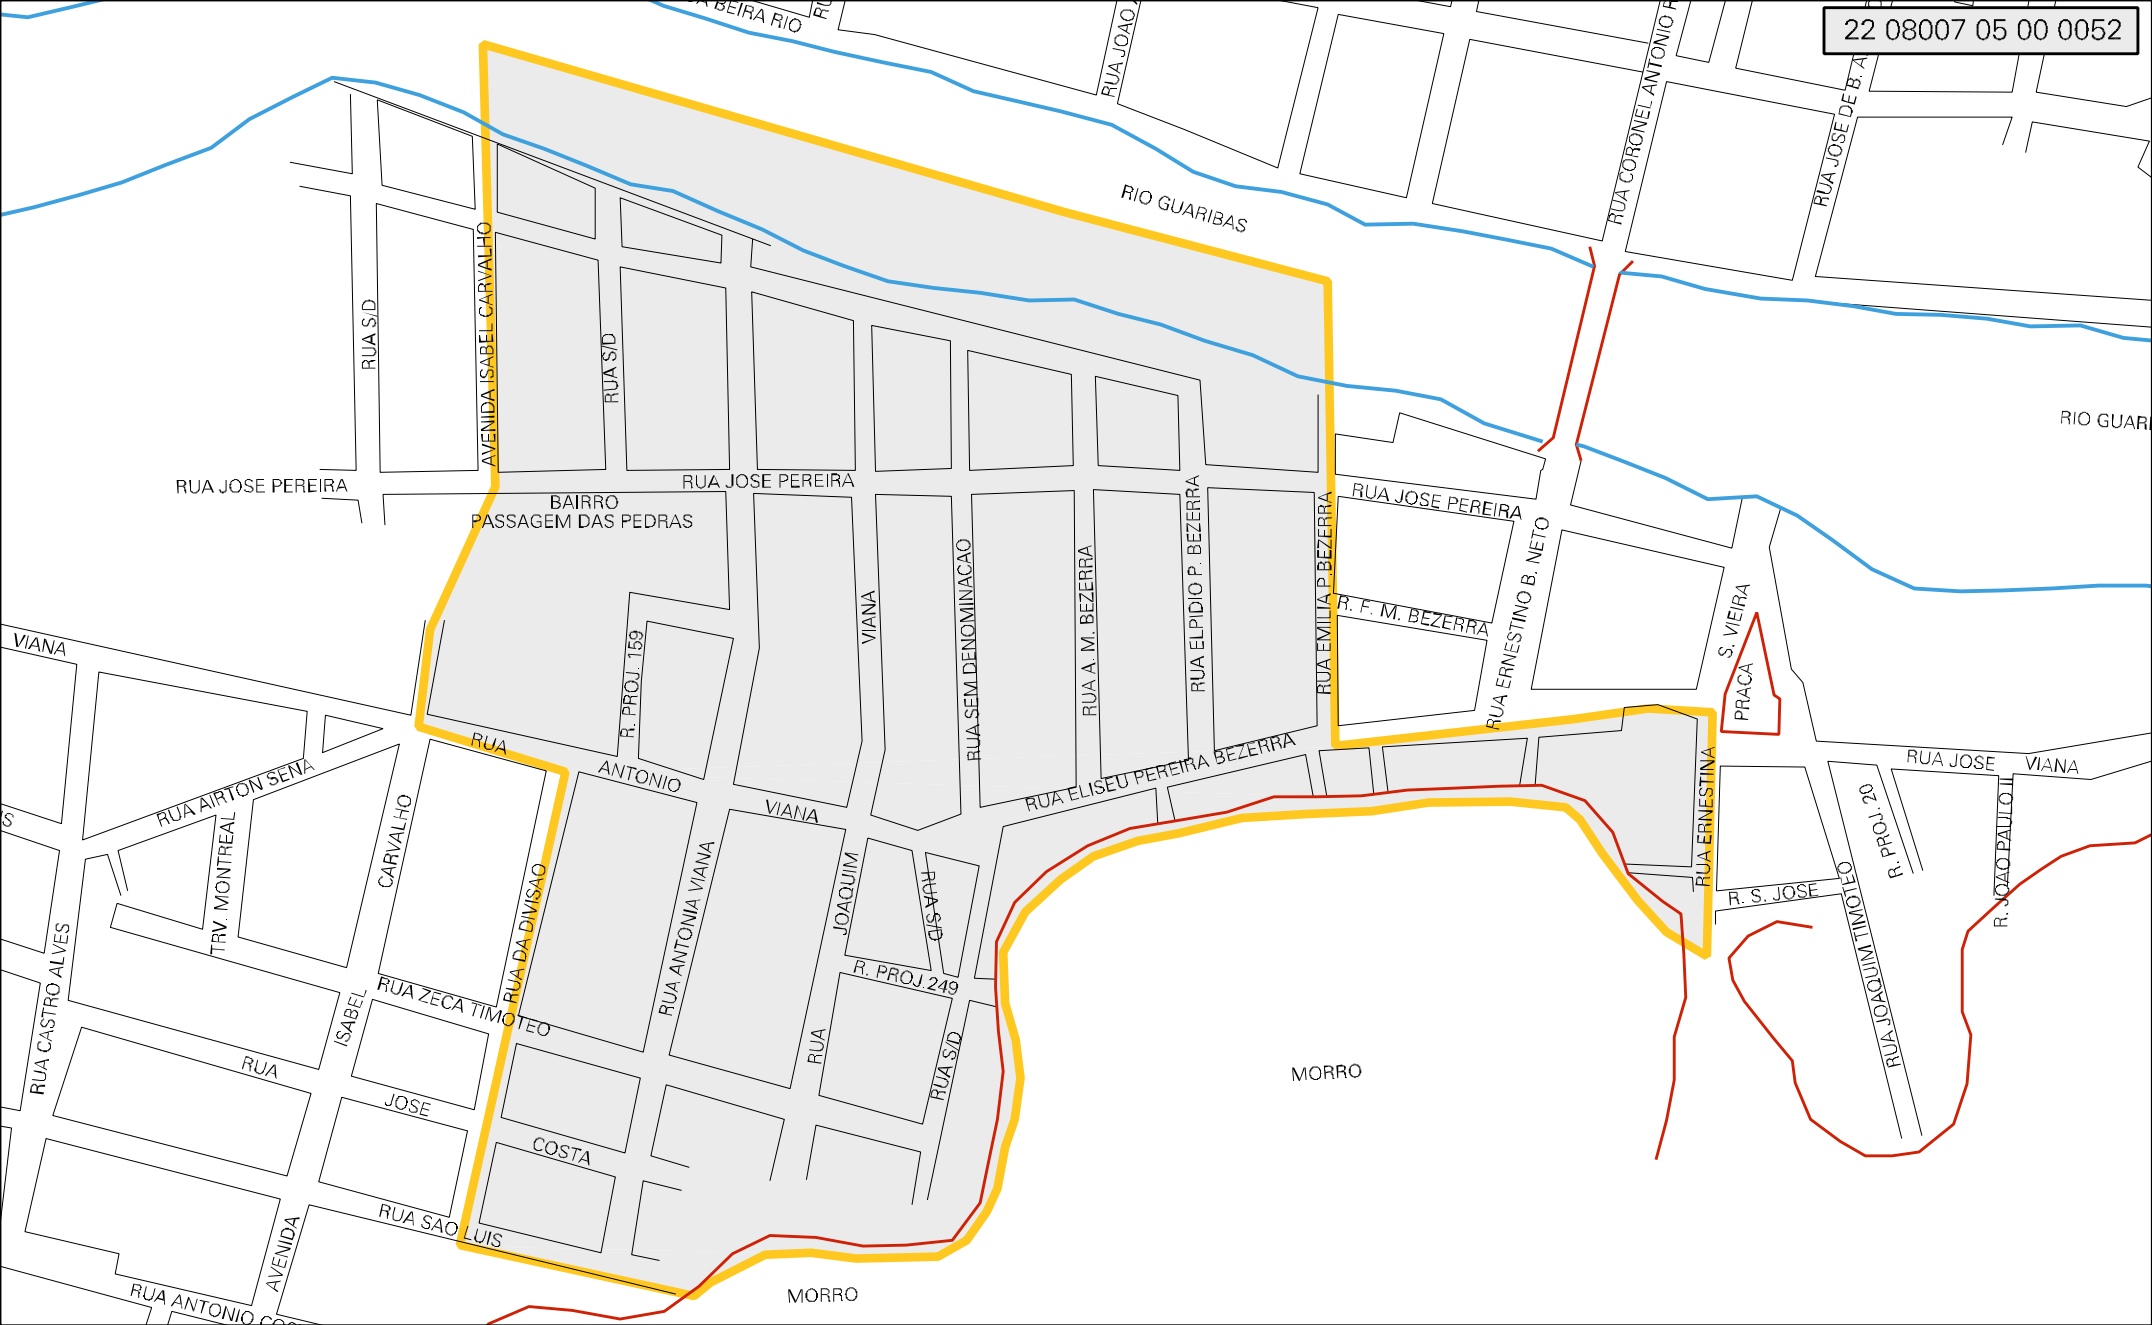 22 08007 05 00 0052
BEIRA RIO
RUA JOAO
RUA CORONEL ANTONIO
RUA JOSE DE B.
RIO GUARIBAS
AVENIDA ISABEL CARVALHO
RUA S/D
RUA S/D
RIO
RUA JOSE PEREIRA
RUA JOSE PEREIRA
RUA JOSE PEREIRA
BAIRRO
PASSAGEM DAS PEDRAS
RUA ELPIDIO P. BEZERRA
RUA EMILIA P.BEZERRA
RUA ERNESTINO B. NETO
RUA SEM DENOMINACAO
RUA A. M. BEZERRA
VIANA
R. F. M. BEZERRA
S. VIEIRA
PRACA
VIANA
R. PROJ. 159
RUA
ANTONIO
VIANA
RUA ELISEU PEREIRA BEZERRA
RUA ERNESTINA
RUA JOSE
VIANA
RUA AIRTON SENA
TRV. MONTREAL
CARVALHO
RUA DA DIVISAO
RUA ANTONIA VIANA
JOAQUIM
RUA S/D
R. PROJ. 20
R. JOAO PAULO II
R. S. JOSE
RUA JOAQUIM TIMOTEO
R. PROJ.249
RUA CASTRO ALVES
RUA ZECA TIMOTEO
ISABEL
RUA
RUA S/D
RUA
JOSE
COSTA
MORRO
RUA SAO LUIS
AVENIDA
RUA ANTONIO
MORRO